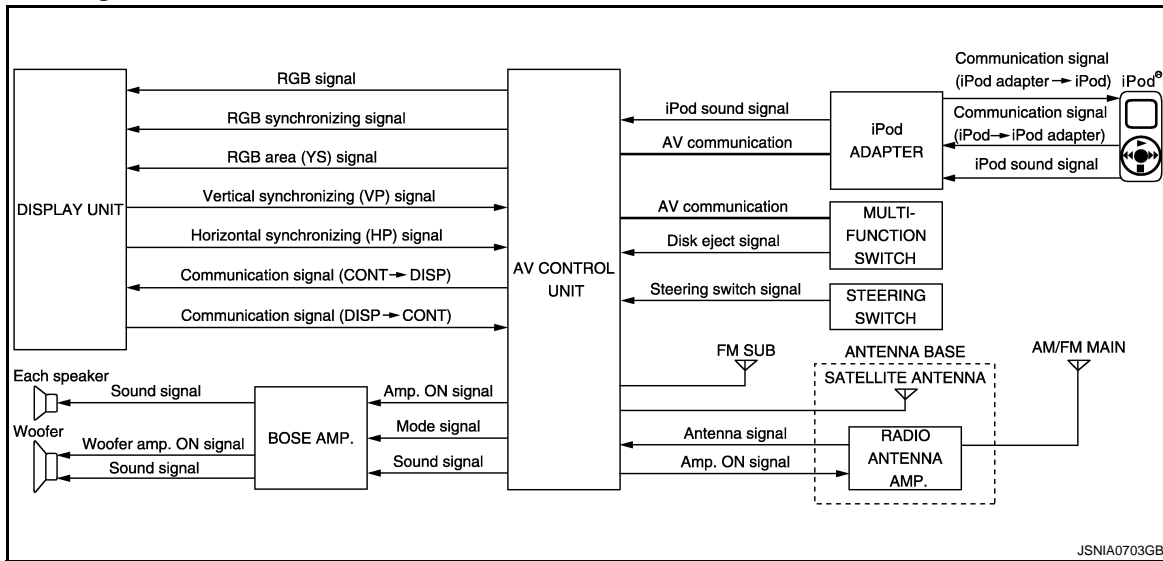 RGB signal
RGB synchronizing signal
RGB area (YS) signal
Vertical synchronizing (VP) signal
Horizontal synchronizing (HP) signal
Communication signal (CONT→ DISP)
Communication signal (DISP→ CONT)
DISPLAY UNIT
AV CONTROL
UNIT
Each speaker
Sound signal
Woofer
Woofer amp. ON signal
Sound signal
BOSE AMP.
Amp. ON signal
Mode signal
Sound signal
iPod sound signal
AV communication
iPod
ADAPTER
Communication signal
(iPod adapter → iPod)
iPod®
Communication signal
(iPod→ iPod adapter)
iPod sound signal
AV communication
Disk eject signal
MULTI-
FUNCTION
SWITCH
Steering switch signal
STEERING
SWITCH
FM SUB
ANTENNA BASE
AM/FM MAIN
SATELLITE ANTENNA
Antenna signal
Amp. ON signal
RADIO
ANTENNA
AMP.
JSNIA0703GB